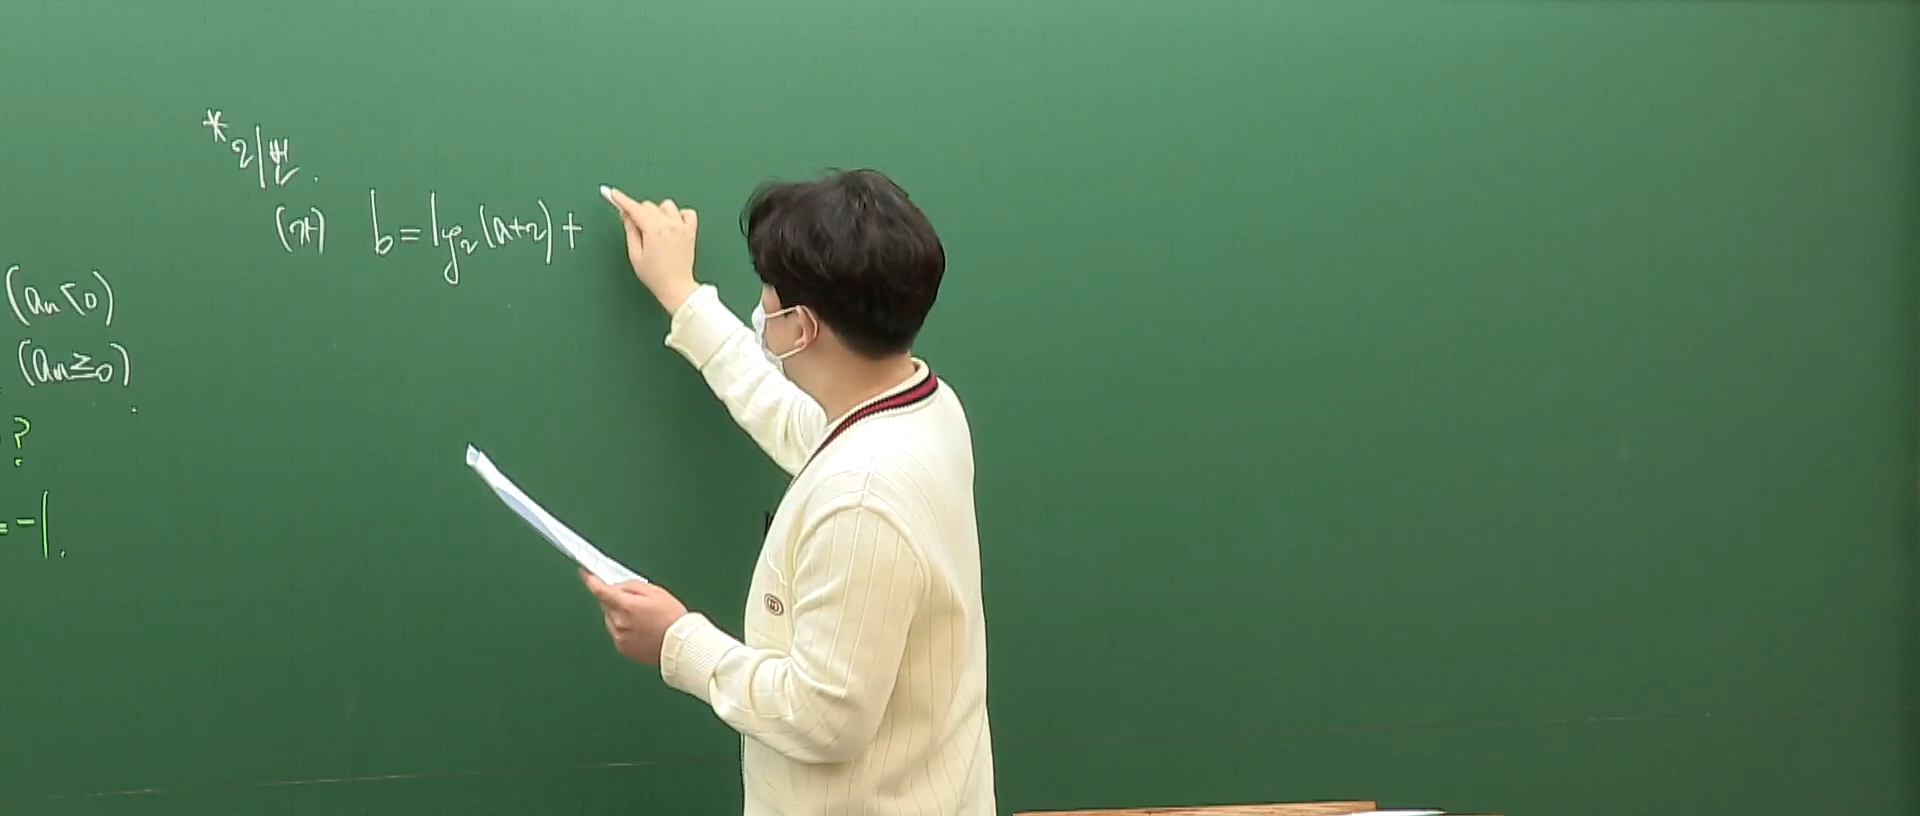 (aₙ<0)
(aₙ≥0)
?
=-1.
*
(가) b=log₂(a+2)+